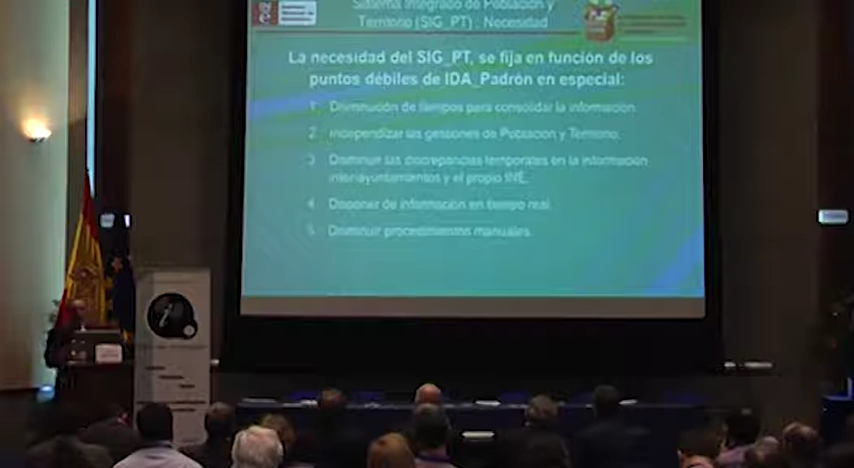 Sistema Integrado de Población y
Territorio (SIG_PT) : Necesidad
La necesidad del SIG_PT, se fija en función de los
puntos débiles de IDA_Padrón en especial:
1. Disminución de tiempos para consolidar la información.
2. Independizar las gestiones de Población y Territorio.
3. Disminuir las discrepancias temporales en la información
interayuntamientos y el propio INE.
4. Disponer de información en tiempo real.
5. Disminuir procedimientos manuales.